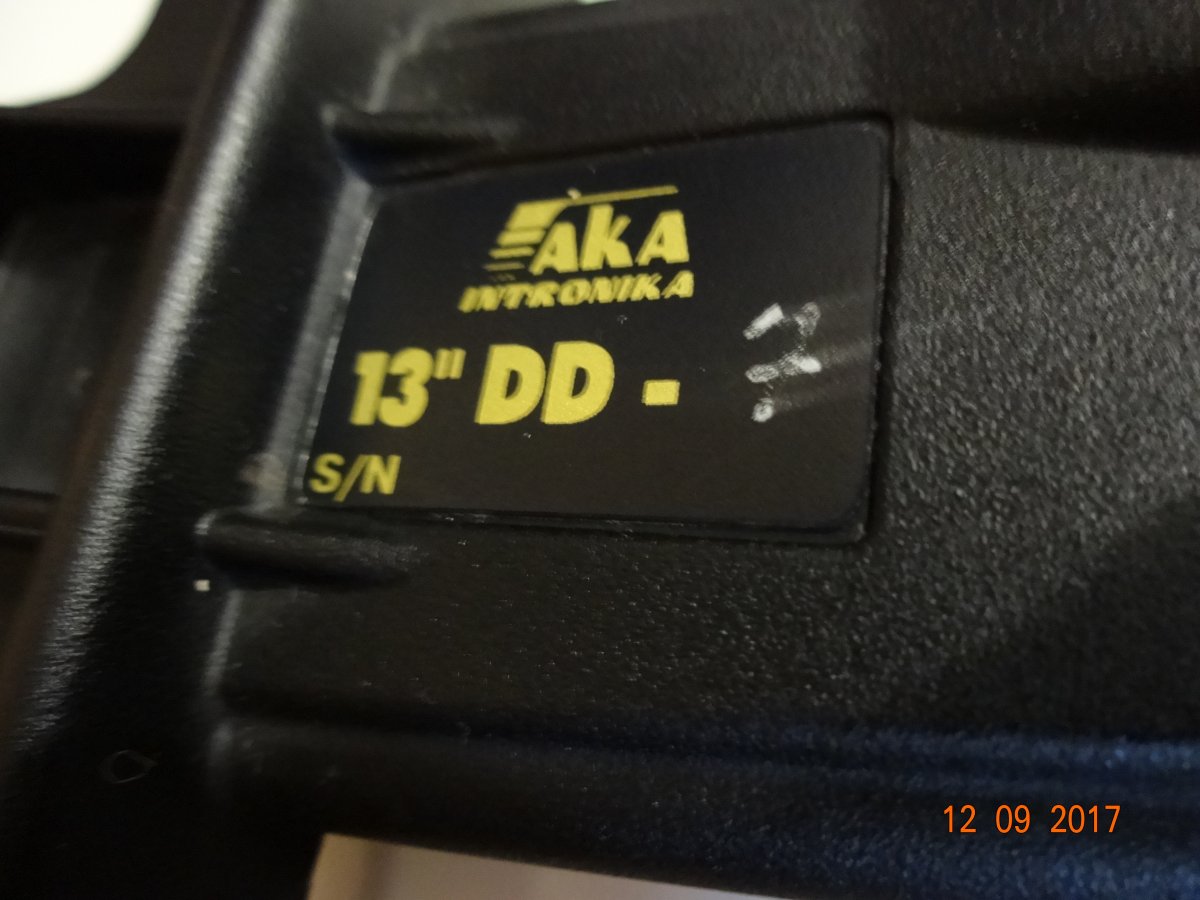 AKA
INTRONIKA
13" DD -
S/N
12 09 2017